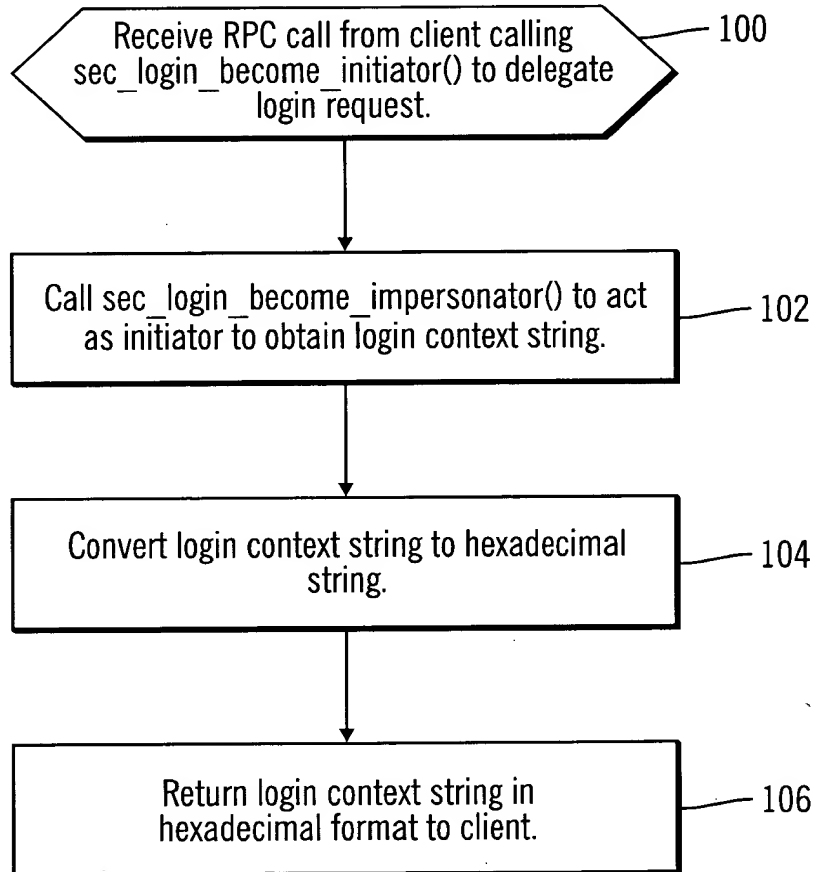 Receive RPC call from client calling
sec_login_become_initiator() to delegate
login request.
100
Call sec_login_become_impersonator() to act
as initiator to obtain login context string.
102
Convert login context string to hexadecimal
string.
104
Return login context string in
hexadecimal format to client.
106